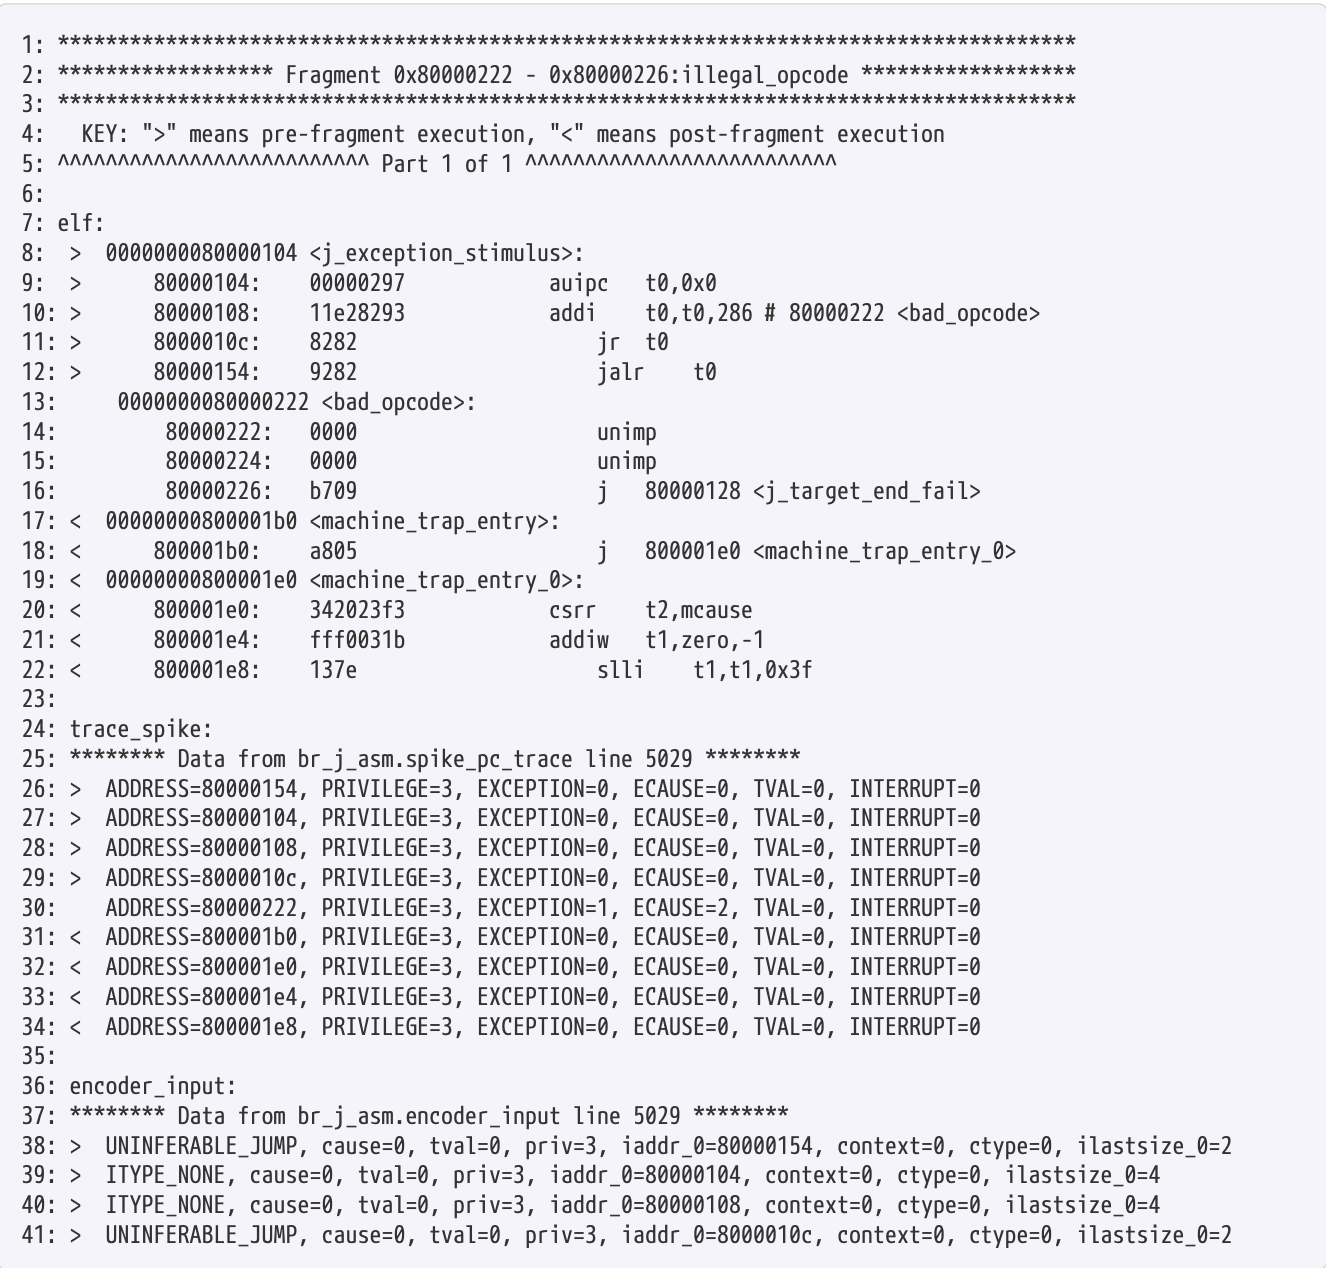 1: *************************************************************************************
2: ****************** Fragment 0x80000222 - 0x80000226:illegal_opcode ******************
3: *************************************************************************************
4:   KEY: ">" means pre-fragment execution, "<" means post-fragment execution
5: ^^^^^^^^^^^^^^^^^^^^^^^^^^ Part 1 of 1 ^^^^^^^^^^^^^^^^^^^^^^^^^^
6:
7: elf:
8:  >  0000000080000104 <j_exception_stimulus>:
9:  >      80000104:   00000297            auipc   t0,0x0
10: >      80000108:   11e28293            addi    t0,t0,286 # 80000222 <bad_opcode>
11: >      8000010c:   8282                    jr  t0
12: >      80000154:   9282                    jalr    t0
13:     0000000080000222 <bad_opcode>:
14:         80000222:   0000                    unimp
15:         80000224:   0000                    unimp
16:         80000226:   b709                    j   80000128 <j_target_end_fail>
17: <  00000000800001b0 <machine_trap_entry>:
18: <      800001b0:    a805                    j   800001e0 <machine_trap_entry_0>
19: <  00000000800001e0 <machine_trap_entry_0>:
20: <      800001e0:    342023f3            csrr    t2,mcause
21: <      800001e4:    fff0031b            addiw   t1,zero,-1
22: <      800001e8:    137e                    slli    t1,t1,0x3f
23:
24: trace_spike:
25: ******** Data from br_j_asm.spike_pc_trace line 5029 ********
26: >  ADDRESS=80000154, PRIVILEGE=3, EXCEPTION=0, ECAUSE=0, TVAL=0, INTERRUPT=0
27: >  ADDRESS=80000104, PRIVILEGE=3, EXCEPTION=0, ECAUSE=0, TVAL=0, INTERRUPT=0
28: >  ADDRESS=80000108, PRIVILEGE=3, EXCEPTION=0, ECAUSE=0, TVAL=0, INTERRUPT=0
29: >  ADDRESS=8000010c, PRIVILEGE=3, EXCEPTION=0, ECAUSE=0, TVAL=0, INTERRUPT=0
30:    ADDRESS=80000222, PRIVILEGE=3, EXCEPTION=1, ECAUSE=2, TVAL=0, INTERRUPT=0
31: <  ADDRESS=800001b0, PRIVILEGE=3, EXCEPTION=0, ECAUSE=0, TVAL=0, INTERRUPT=0
32: <  ADDRESS=800001e0, PRIVILEGE=3, EXCEPTION=0, ECAUSE=0, TVAL=0, INTERRUPT=0
33: <  ADDRESS=800001e4, PRIVILEGE=3, EXCEPTION=0, ECAUSE=0, TVAL=0, INTERRUPT=0
34: <  ADDRESS=800001e8, PRIVILEGE=3, EXCEPTION=0, ECAUSE=0, TVAL=0, INTERRUPT=0
35:
36: encoder_input:
37: ******** Data from br_j_asm.encoder_input line 5029 ********
38: >  UNINFERABLE_JUMP, cause=0, tval=0, priv=3, iaddr_0=80000154, context=0, ctype=0, ilastsize_0=2
39: >  ITYPE_NONE, cause=0, tval=0, priv=3, iaddr_0=80000104, context=0, ctype=0, ilastsize_0=4
40: >  ITYPE_NONE, cause=0, tval=0, priv=3, iaddr_0=80000108, context=0, ctype=0, ilastsize_0=4
41: >  UNINFERABLE_JUMP, cause=0, tval=0, priv=3, iaddr_0=8000010c, context=0, ctype=0, ilastsize_0=2